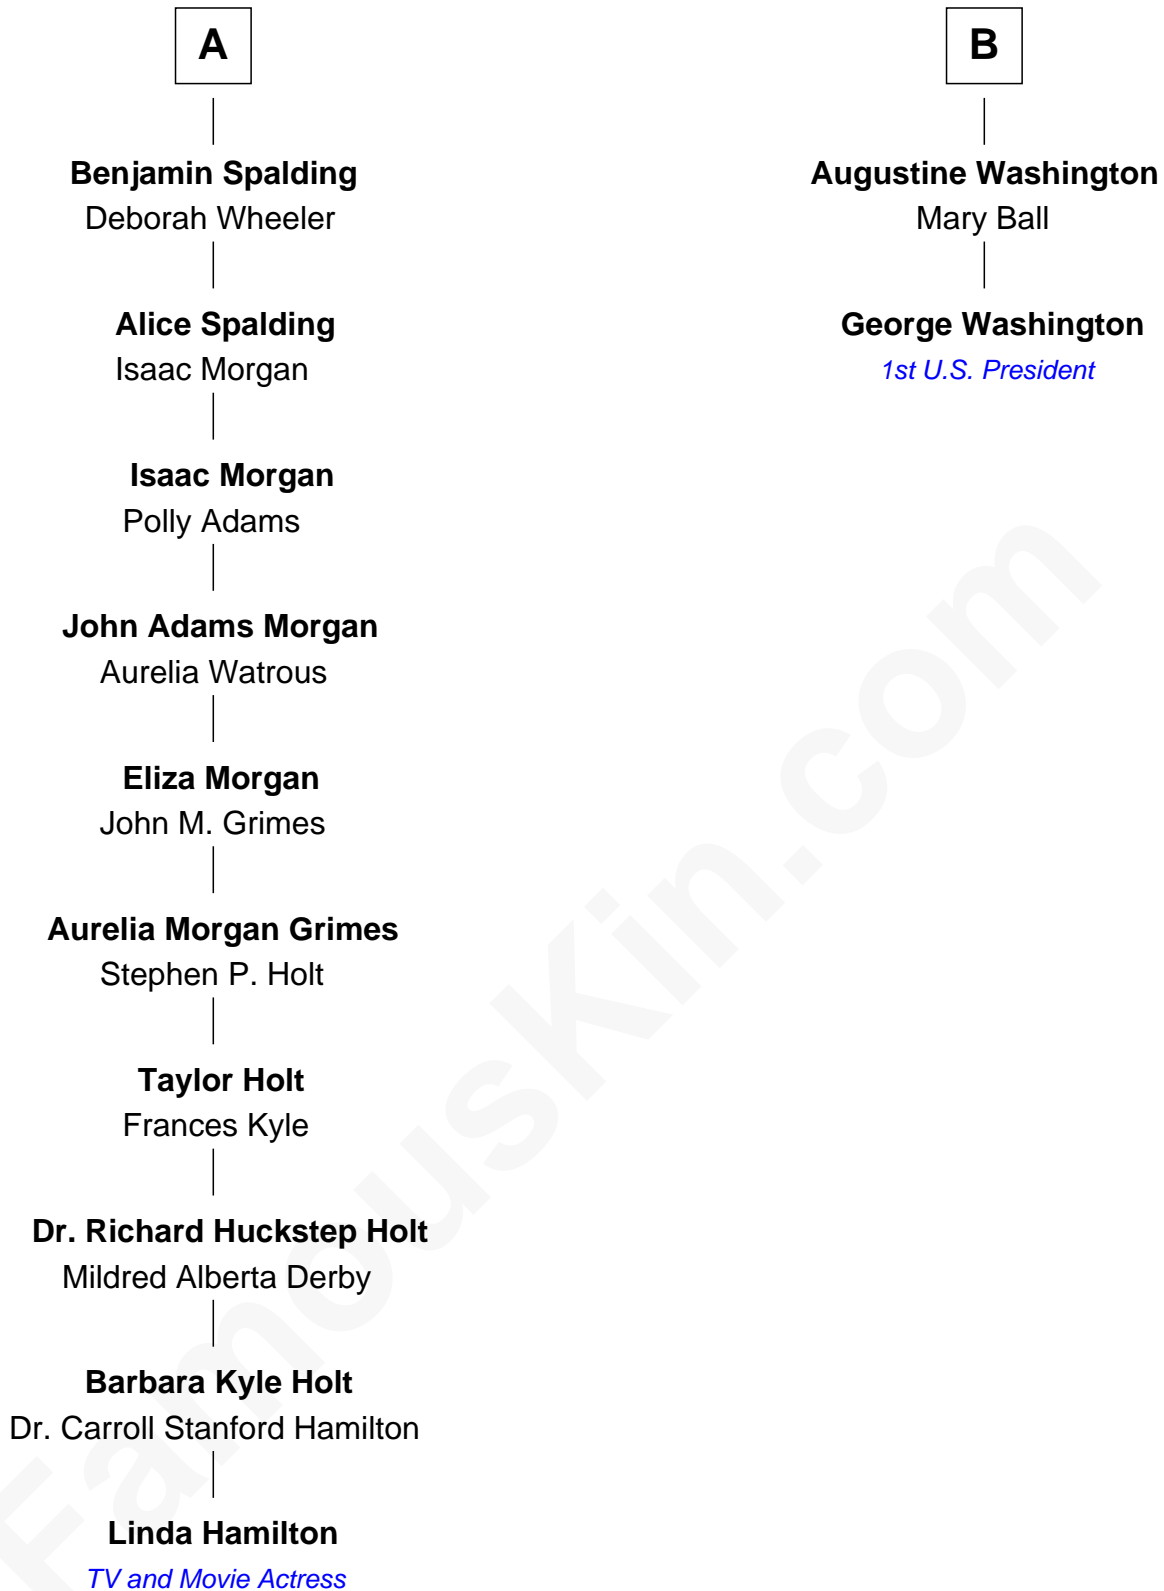 A
Benjamin Spalding
Deborah Wheeler
Alice Spalding
Isaac Morgan
Isaac Morgan
Polly Adams
John Adams Morgan
Aurelia Watrous
Eliza Morgan
John M. Grimes
Aurelia Morgan Grimes
Stephen P. Holt
Taylor Holt
Frances Kyle
Dr. Richard Huckstep Holt
Mildred Alberta Derby
Barbara Kyle Holt
Dr. Carroll Stanford Hamilton
Linda Hamilton
TV and Movie Actress
B
Augustine Washington
Mary Ball
George Washington
1st U.S. President
FamousKin.com